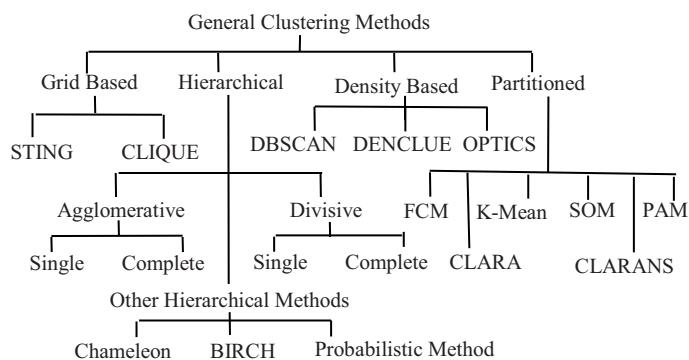 General Clustering Methods
Grid Based Hierarchical Density Based Partitioned
STING CLIQUE DBSCAN DENCLUE OPTICS
Agglomerative Divisive FCM K-Mean SOM PAM
Single Complete Single Complete CLARA CLARANS
Other Hierarchical Methods
Chameleon BIRCH Probabilistic Method